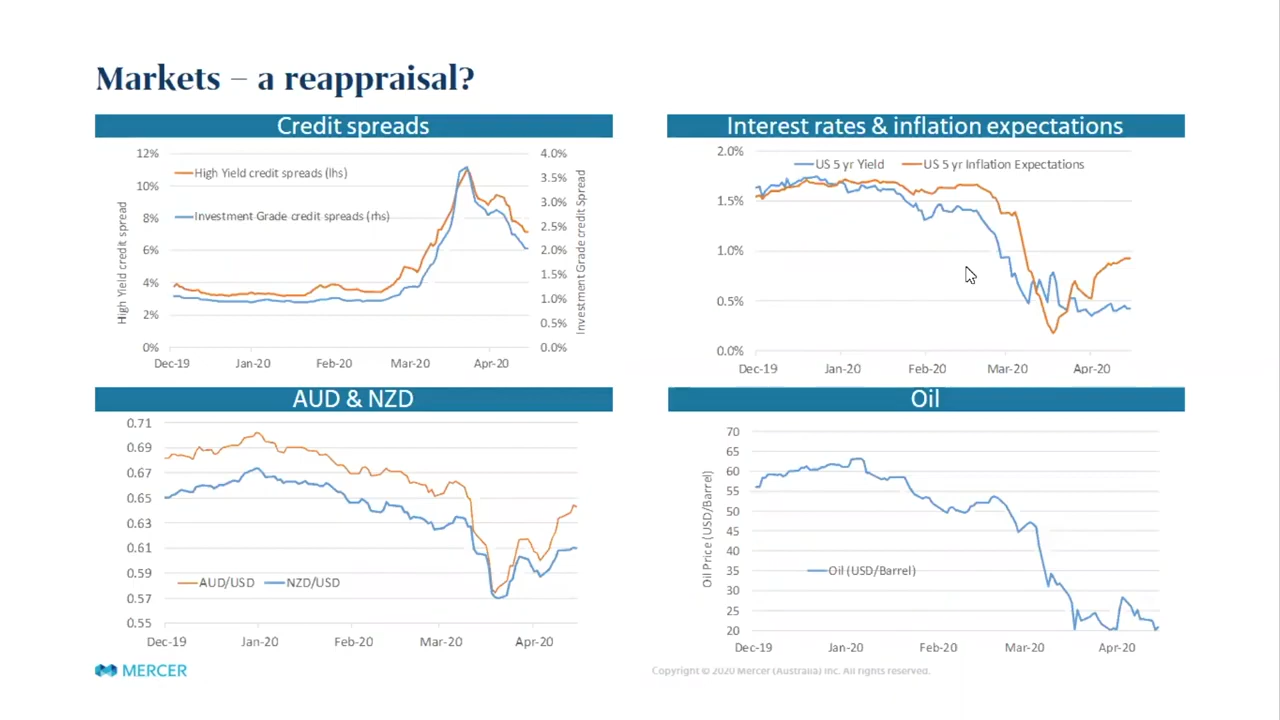 Markets – a reappraisal?
Credit spreads
12%
10%
8%
6%
4%
2%
0%
High Yield credit spread
High Yield credit spreads (lhs)
Investment Grade credit spreads (rhs)
4.0%
3.5%
3.0%
2.5%
2.0%
1.5%
1.0%
0.5%
0.0%
Investment Grade credit Spread
Dec-19 Jan-20 Feb-20 Mar-20 Apr-20
Interest rates & inflation expectations
2.0%
1.5%
1.0%
0.5%
0.0%
US 5 yr Yield US 5 yr Inflation Expectations
Dec-19 Jan-20 Feb-20 Mar-20 Apr-20
AUD & NZD
0.71
0.69
0.67
0.65
0.63
0.61
0.59
0.57
0.55
AUD/USD NZD/USD
Dec-19 Jan-20 Feb-20 Mar-20 Apr-20
Oil
70
65
60
55
50
45
40
35
30
25
20
Oil Price (USD/Barrel)
Oil (USD/Barrel)
Dec-19 Jan-20 Feb-20 Mar-20 Apr-20
MERCER
Copyright © 2020 Mercer (Australia) Inc. All rights reserved.